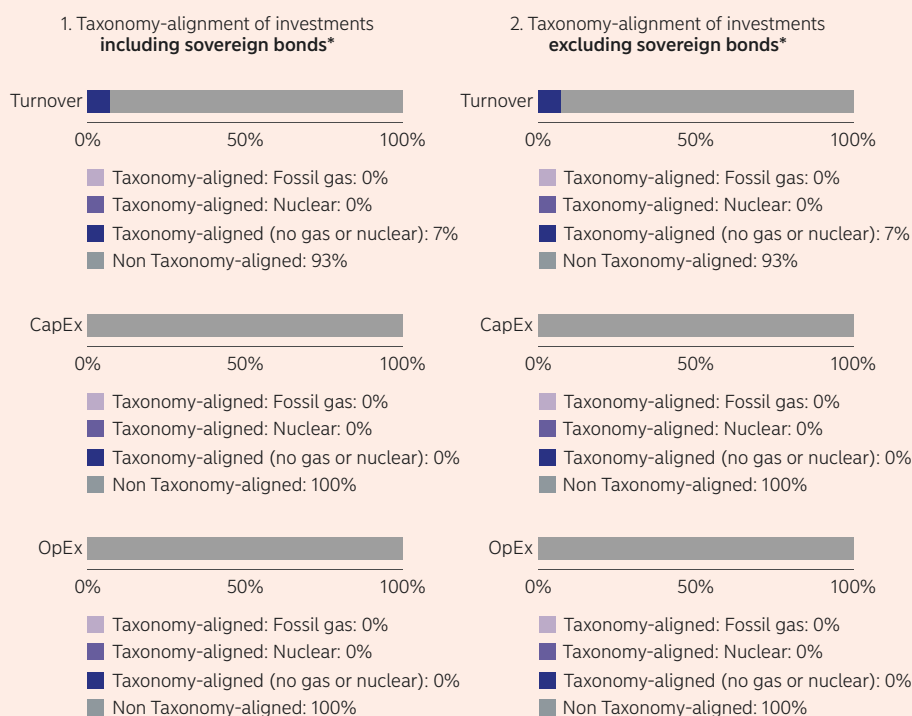 1. Taxonomy-alignment of investments
including sovereign bonds*
Turnover
0% 50% 100%
Taxonomy-aligned: Fossil gas: 0%
Taxonomy-aligned: Nuclear: 0%
Taxonomy-aligned (no gas or nuclear): 7%
Non Taxonomy-aligned: 93%
CapEx
0% 50% 100%
Taxonomy-aligned: Fossil gas: 0%
Taxonomy-aligned: Nuclear: 0%
Taxonomy-aligned (no gas or nuclear): 0%
Non Taxonomy-aligned: 100%
OpEx
0% 50% 100%
Taxonomy-aligned: Fossil gas: 0%
Taxonomy-aligned: Nuclear: 0%
Taxonomy-aligned (no gas or nuclear): 0%
Non Taxonomy-aligned: 100%
2. Taxonomy-alignment of investments
excluding sovereign bonds*
Turnover
0% 50% 100%
Taxonomy-aligned: Fossil gas: 0%
Taxonomy-aligned: Nuclear: 0%
Taxonomy-aligned (no gas or nuclear): 7%
Non Taxonomy-aligned: 93%
CapEx
0% 50% 100%
Taxonomy-aligned: Fossil gas: 0%
Taxonomy-aligned: Nuclear: 0%
Taxonomy-aligned (no gas or nuclear): 0%
Non Taxonomy-aligned: 100%
OpEx
0% 50% 100%
Taxonomy-aligned: Fossil gas: 0%
Taxonomy-aligned: Nuclear: 0%
Taxonomy-aligned (no gas or nuclear): 0%
Non Taxonomy-aligned: 100%